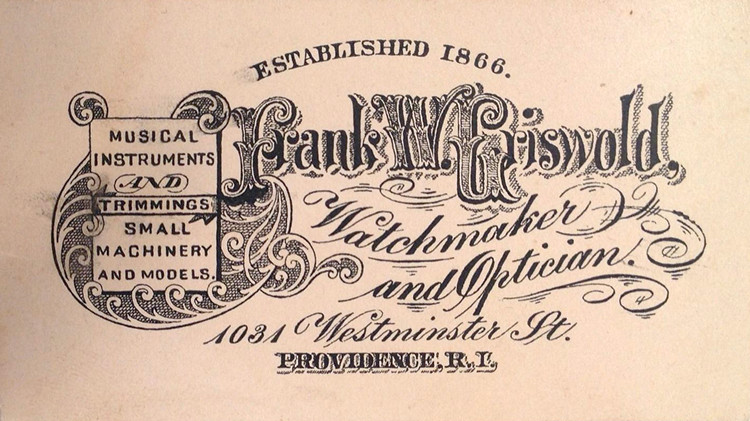 ESTABLISHED 1866.
Frank W. Griswold,
Watchmaker
and Optician.
MUSICAL
INSTRUMENTS
AND
TRIMMINGS
SMALL
MACHINERY
AND MODELS.
1031 Westminster St.
PROVIDENCE, R.I.